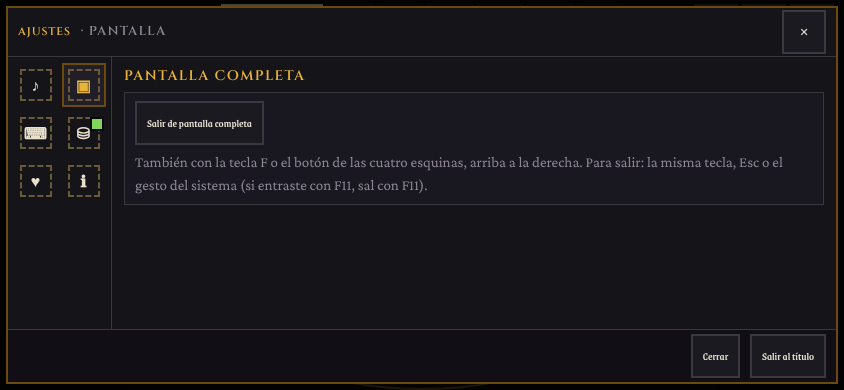 AJUSTES · PANTALLA
×
PANTALLA COMPLETA
Salir de pantalla completa
También con la tecla F o el botón de las cuatro esquinas, arriba a la derecha. Para salir: la misma tecla, Esc o el
gesto del sistema (si entraste con F11, sal con F11).
Cerrar
Salir al título